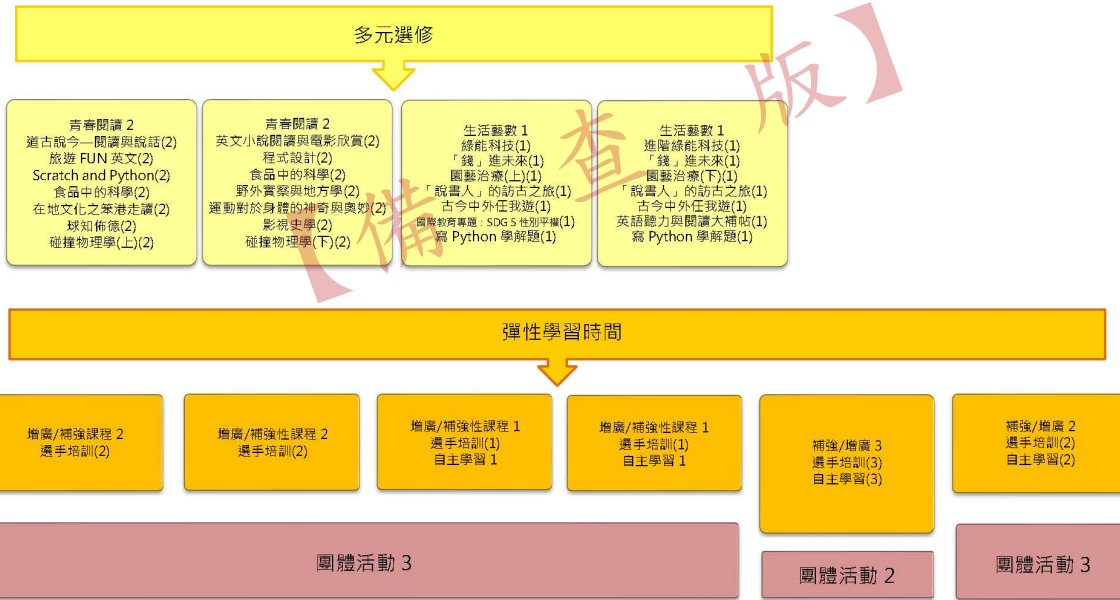 多元選修
青春閱讀 2
道古說今—閱讀與說話(2)
旅遊 FUN 英文(2)
Scratch and Python(2)
食品中的科學(2)
在地文化之笨港走讀(2)
球知佈德(2)
碰撞物理學(上)(2)
青春閱讀 2
英文小說閱讀與電影欣賞(2)
程式設計(2)
食品中的科學(2)
野外實察與地方學(2)
運動對於身體的神奇與奧妙(2)
影視史學(2)
碰撞物理學(下)(2)
生活藝數 1
綠能科技(1)
「錢」進未來(1)
園藝治療(上)(1)
「說書人」的訪古之旅(1)
古今中外任我遊(1)
國際教育專題：SDG 5 性別平權(1)
寫 Python 學解題(1)
生活藝數 1
進階綠能科技(1)
「錢」進未來(1)
園藝治療(下)(1)
「說書人」的訪古之旅(1)
古今中外任我遊(1)
英語聽力與閱讀大補帖(1)
寫 Python 學解題(1)
【備查版】
彈性學習時間
增廣/補強課程 2
選手培訓(2)
增廣/補強性課程 2
選手培訓(2)
增廣/補強性課程 1
選手培訓(1)
自主學習 1
增廣/補強性課程 1
選手培訓(1)
自主學習 1
補強/增廣 3
選手培訓(3)
自主學習(3)
補強/增廣 2
選手培訓(2)
自主學習(2)
團體活動 3
團體活動 2
團體活動 3